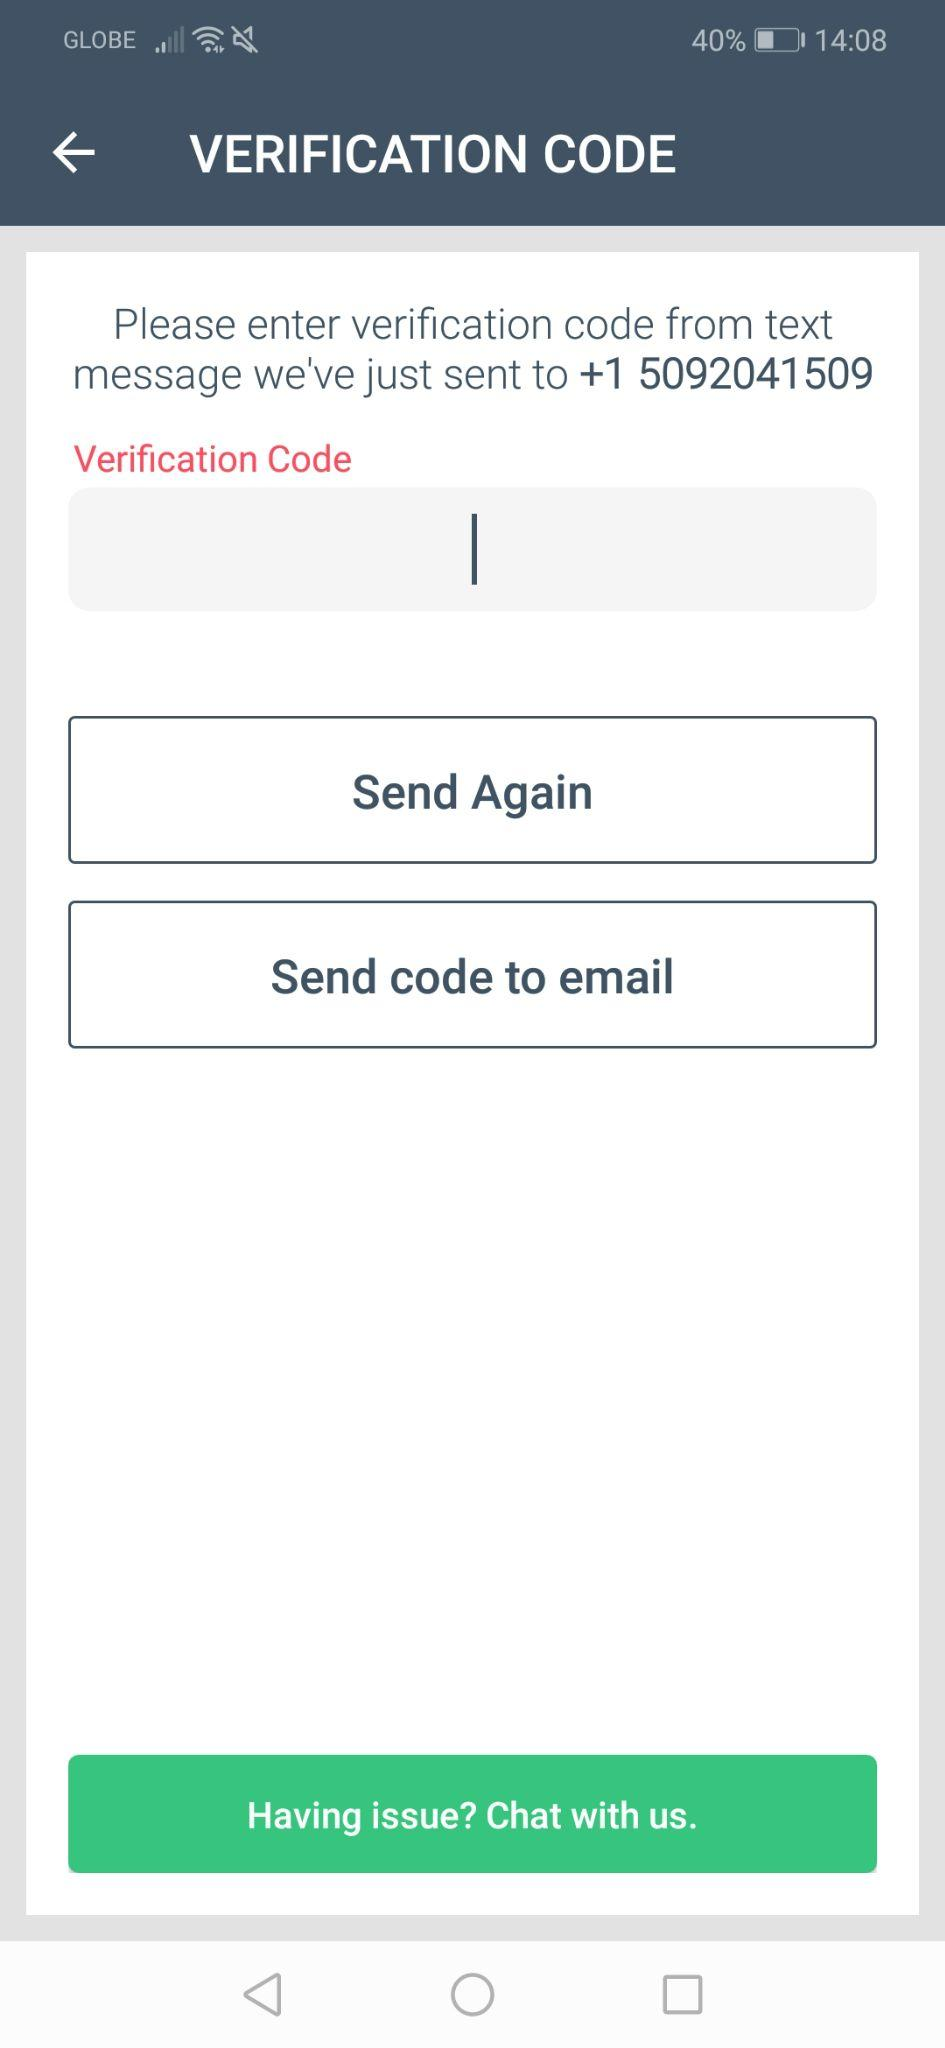 GLOBE
40%
14:08
VERIFICATION CODE
Please enter verification code from text
message we've just sent to +1 5092041509
Verification Code
Send Again
Send code to email
Having issue? Chat with us.